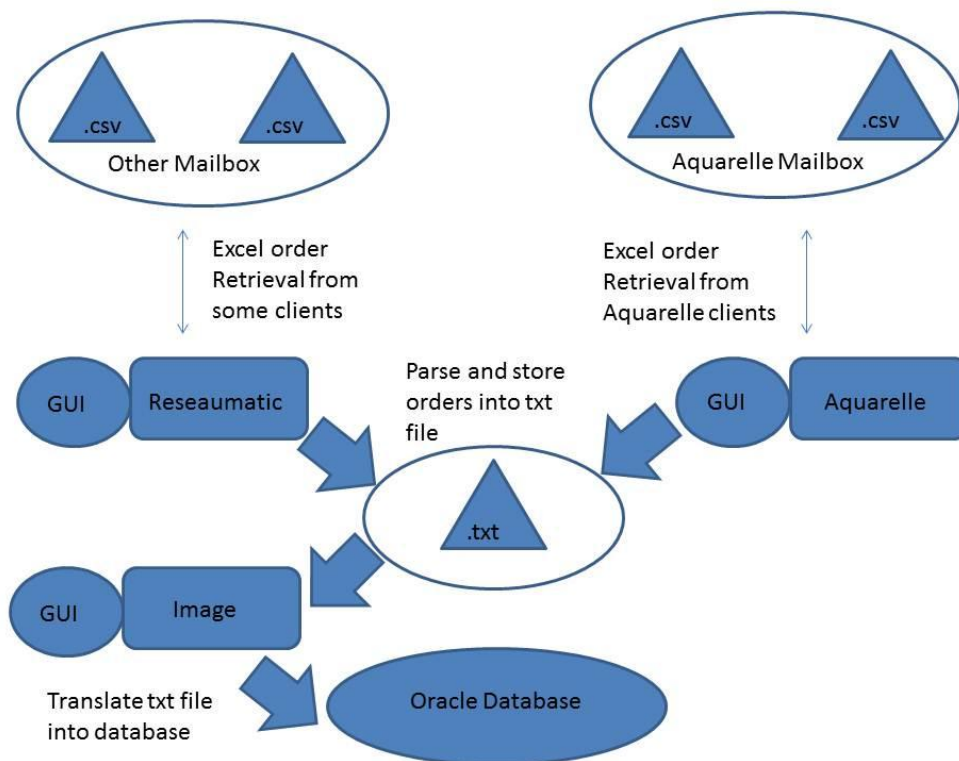 .csv
.csv
Other Mailbox
.csv
.csv
Aquarelle Mailbox
Excel order
Retrieval from
some clients
Excel order
Retrieval from
Aquarelle clients
GUI
Reseaumatic
Parse and store
orders into txt
file
GUI
Aquarelle
.txt
GUI
Image
Translate txt file
into database
Oracle Database